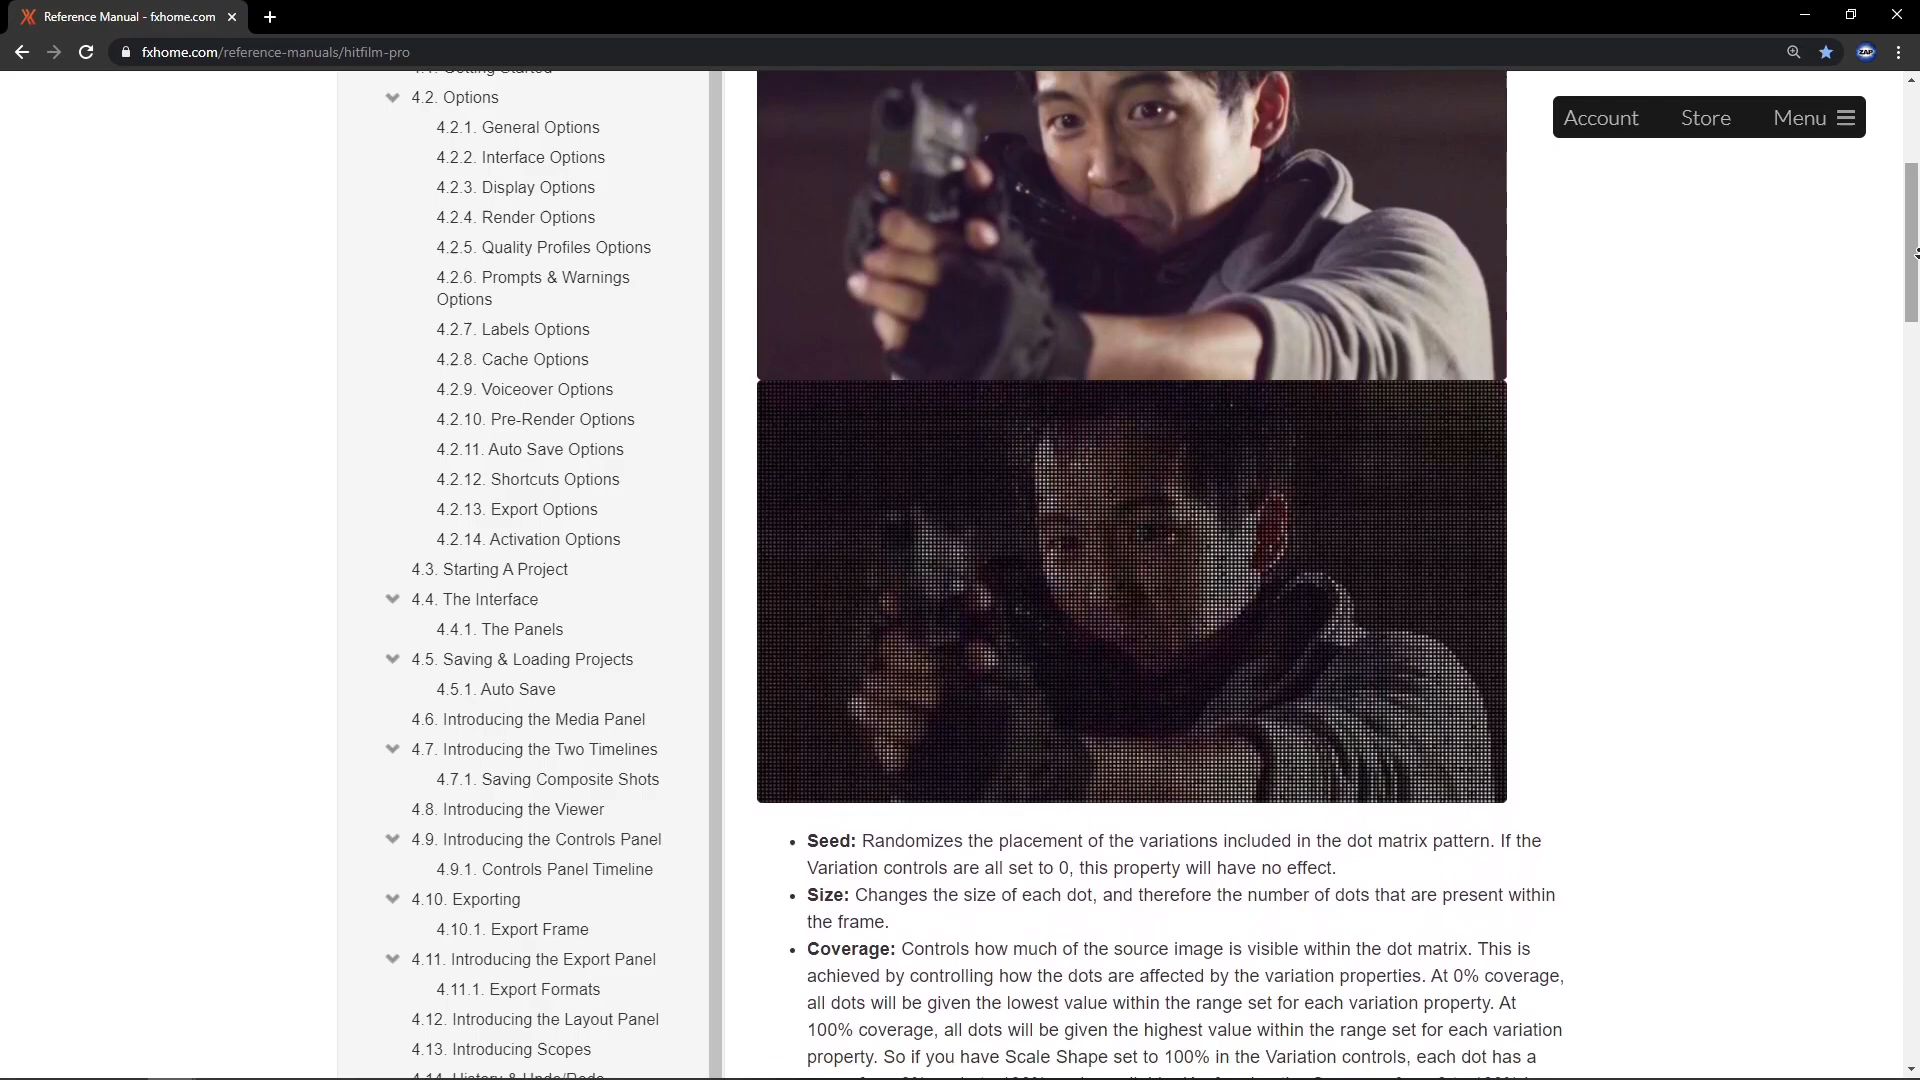 Reference Manual - fxhome.com
fxhome.com/reference-manuals/hitfilm-pro
ZAP
Account Store Menu
4.2. Options
4.2.1. General Options
4.2.2. Interface Options
4.2.3. Display Options
4.2.4. Render Options
4.2.5. Quality Profiles Options
4.2.6. Prompts & Warnings
Options
4.2.7. Labels Options
4.2.8. Cache Options
4.2.9. Voiceover Options
4.2.10. Pre-Render Options
4.2.11. Auto Save Options
4.2.12. Shortcuts Options
4.2.13. Export Options
4.2.14. Activation Options
4.3. Starting A Project
4.4. The Interface
4.4.1. The Panels
4.5. Saving & Loading Projects
4.5.1. Auto Save
4.6. Introducing the Media Panel
4.7. Introducing the Two Timelines
4.7.1. Saving Composite Shots
4.8. Introducing the Viewer
4.9. Introducing the Controls Panel
4.9.1. Controls Panel Timeline
4.10. Exporting
4.10.1. Export Frame
4.11. Introducing the Export Panel
4.11.1. Export Formats
4.12. Introducing the Layout Panel
4.13. Introducing Scopes
Seed: Randomizes the placement of the variations included in the dot matrix pattern. If the
Variation controls are all set to 0, this property will have no effect.
Size: Changes the size of each dot, and therefore the number of dots that are present within
the frame.
Coverage: Controls how much of the source image is visible within the dot matrix. This is
achieved by controlling how the dots are affected by the variation properties. At 0% coverage,
all dots will be given the lowest value within the range set for each variation property. At
100% coverage, all dots will be given the highest value within the range set for each variation
property. So if you have Scale Shape set to 100% in the Variation controls, each dot has a